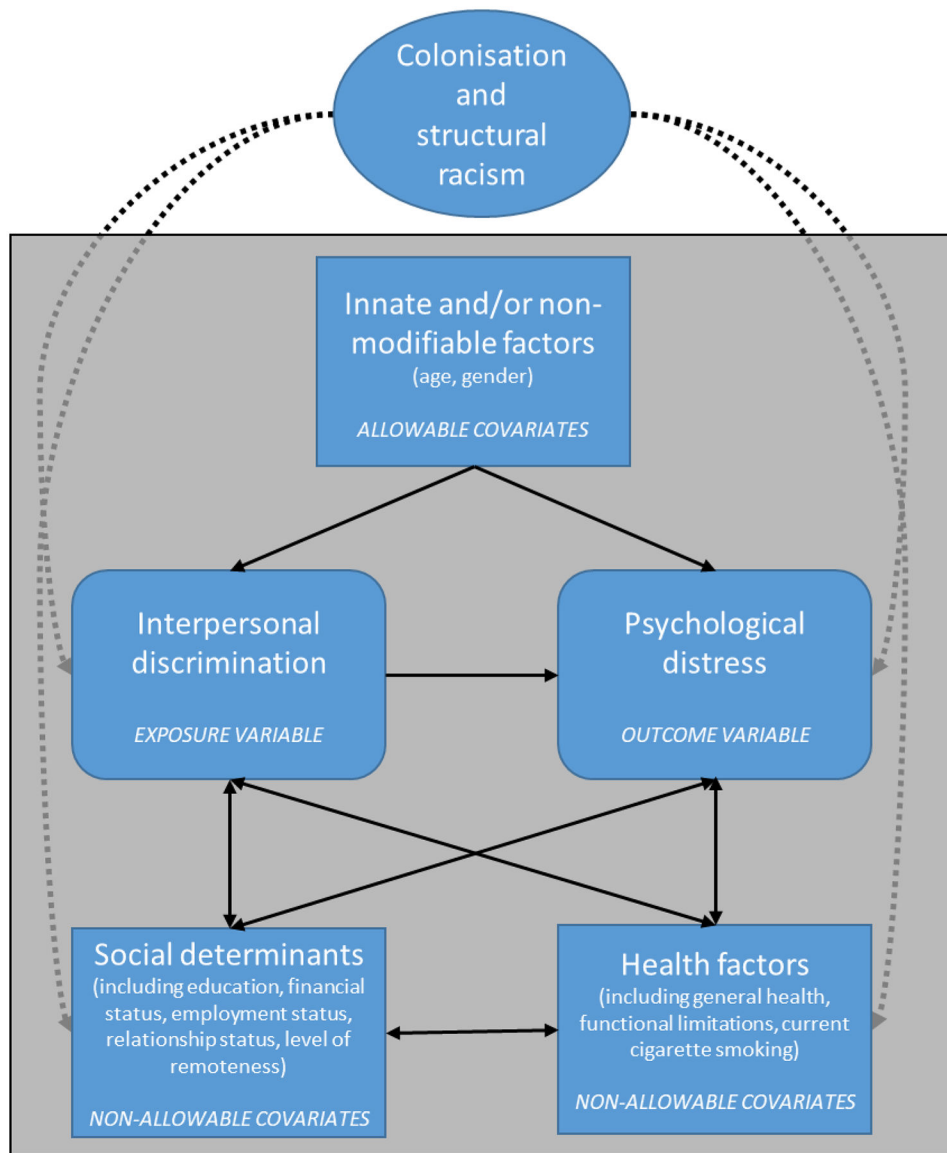 Colonisation
and
structural
racism
Innate and/or non-
modifiable factors
(age, gender)
ALLOWABLE COVARIATES
Interpersonal
discrimination
EXPOSURE VARIABLE
Psychological
distress
OUTCOME VARIABLE
Social determinants
(including education, financial
status, employment status,
relationship status, level of
remoteness)
NON-ALLOWABLE COVARIATES
Health factors
(including general health,
functional limitations, current
cigarette smoking)
NON-ALLOWABLE COVARIATES